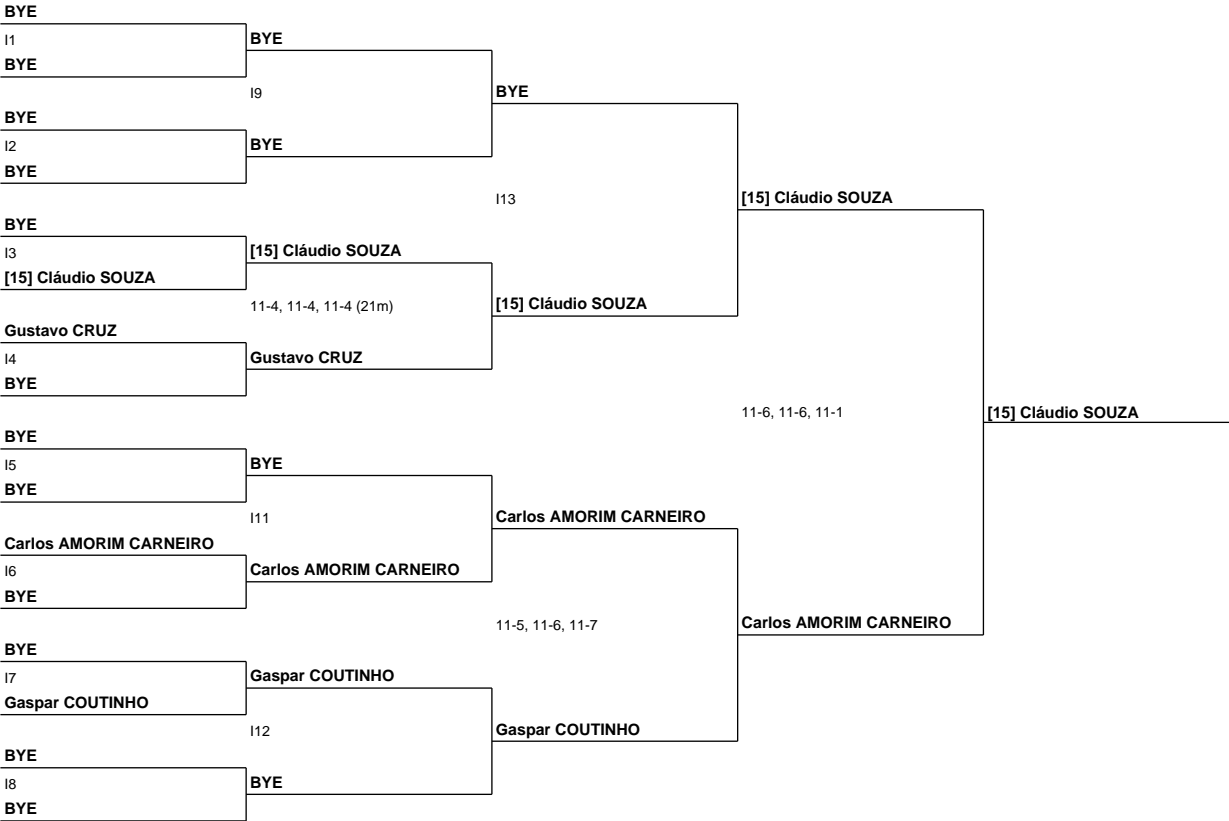 BYE
I1
BYE
BYE
I9
BYE
BYE
I2
BYE
BYE
I13
[15] Cláudio SOUZA
BYE
I3
[15] Cláudio SOUZA
[15] Cláudio SOUZA
11-4, 11-4, 11-4 (21m)
[15] Cláudio SOUZA
Gustavo CRUZ
I4
Gustavo CRUZ
BYE
11-6, 11-6, 11-1
[15] Cláudio SOUZA
BYE
I5
BYE
BYE
I11
Carlos AMORIM CARNEIRO
Carlos AMORIM CARNEIRO
I6
Carlos AMORIM CARNEIRO
BYE
11-5, 11-6, 11-7
Carlos AMORIM CARNEIRO
BYE
I7
Gaspar COUTINHO
Gaspar COUTINHO
I12
Gaspar COUTINHO
BYE
I8
BYE
BYE